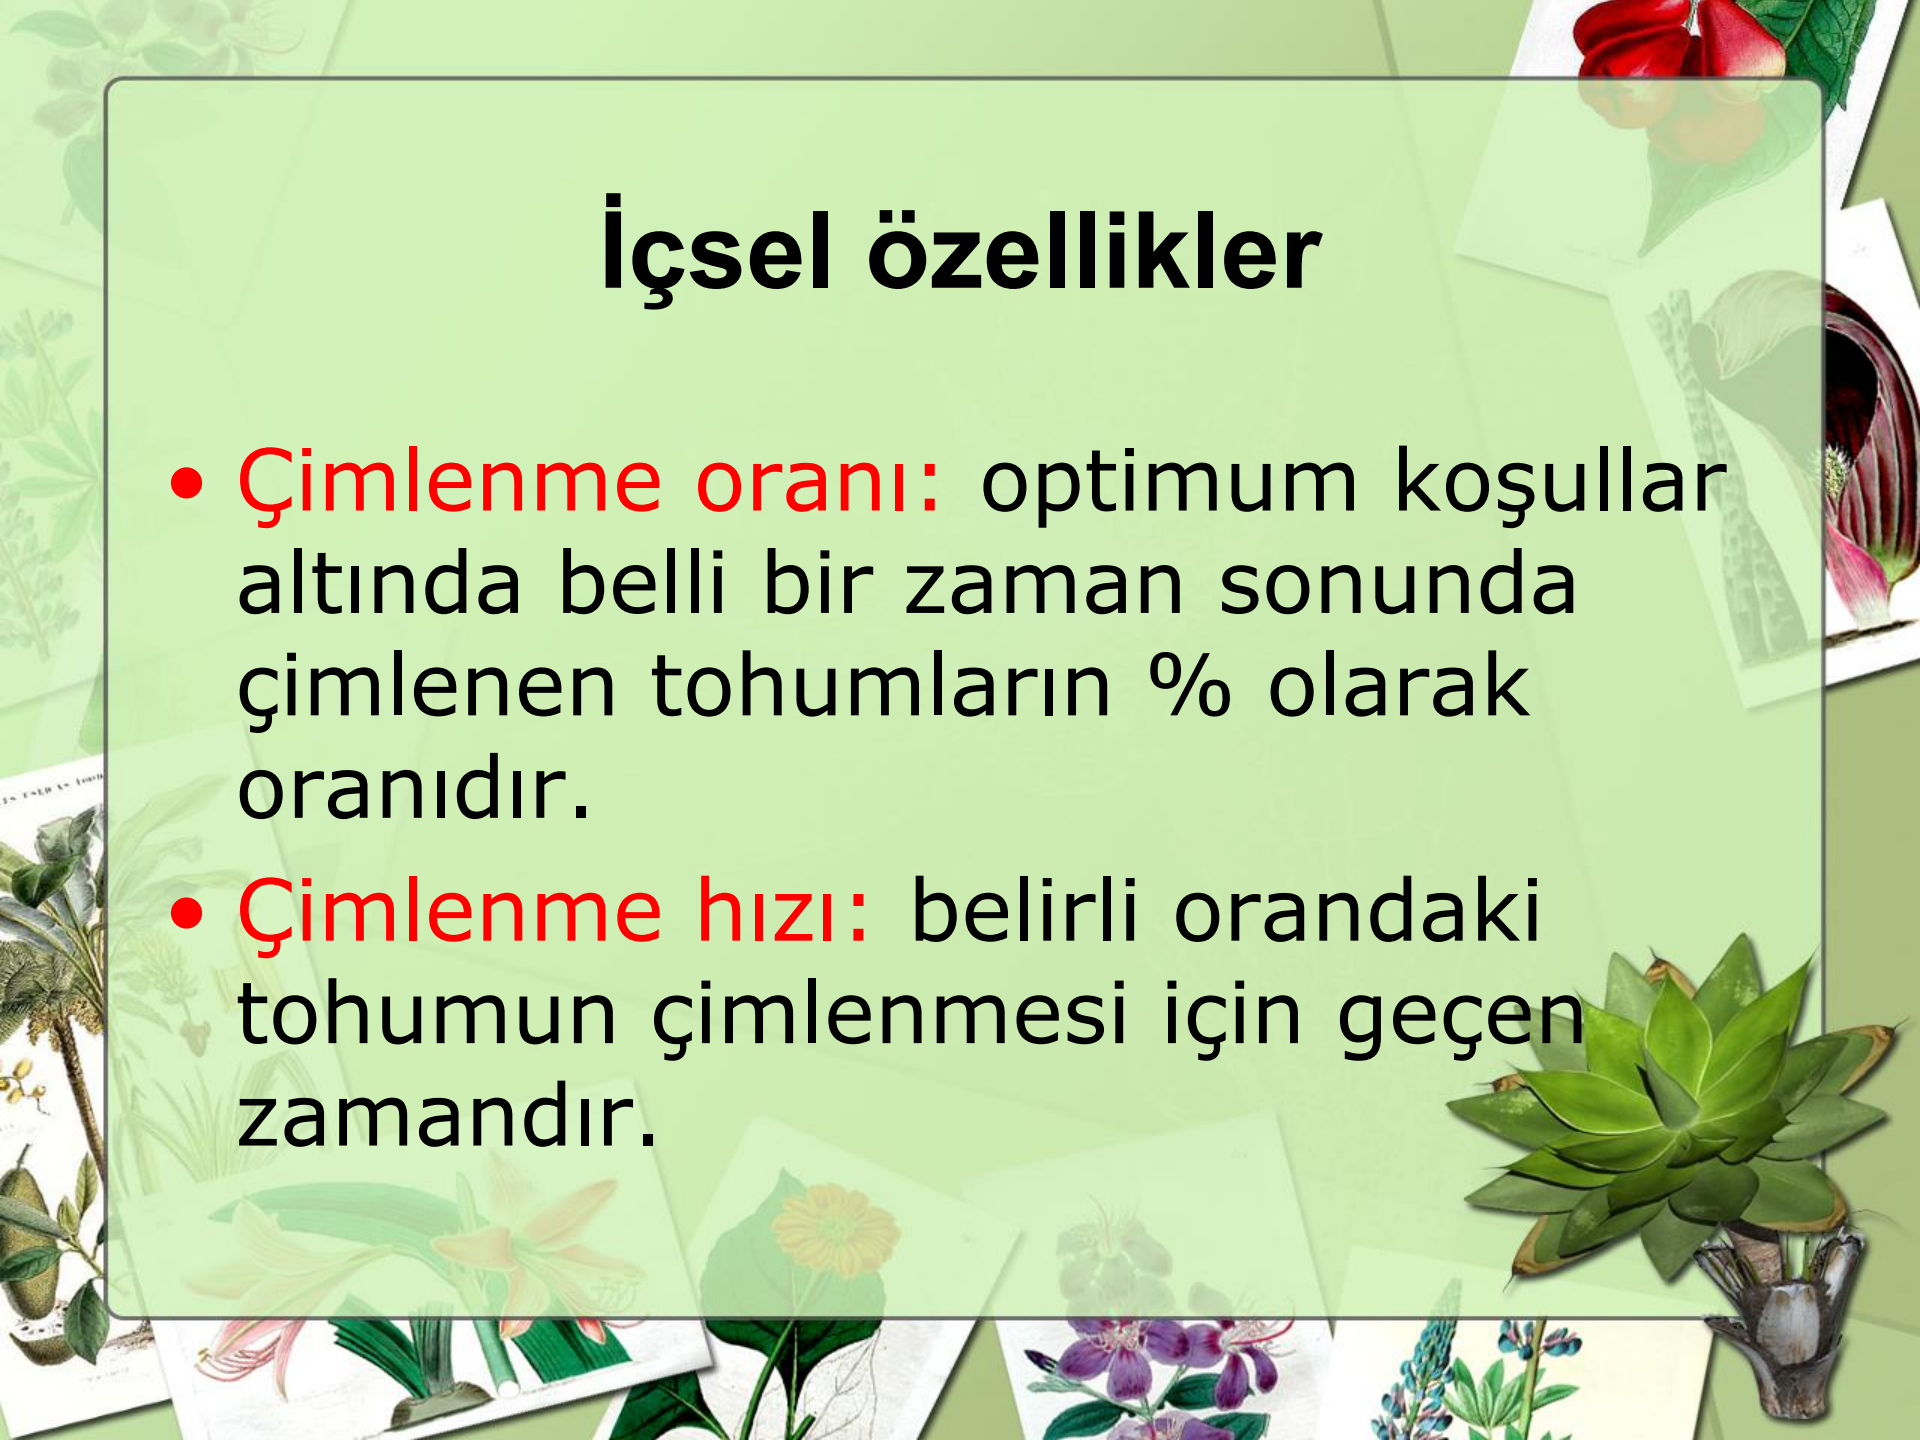 İçsel özellikler
• Çimlenme oranı: optimum koşullar
altında belli bir zaman sonunda
çimlenen tohumların % olarak
oranıdır.
• Çimlenme hızı: belirli orandaki
tohumun çimlenmesi için geçen
zamandır.